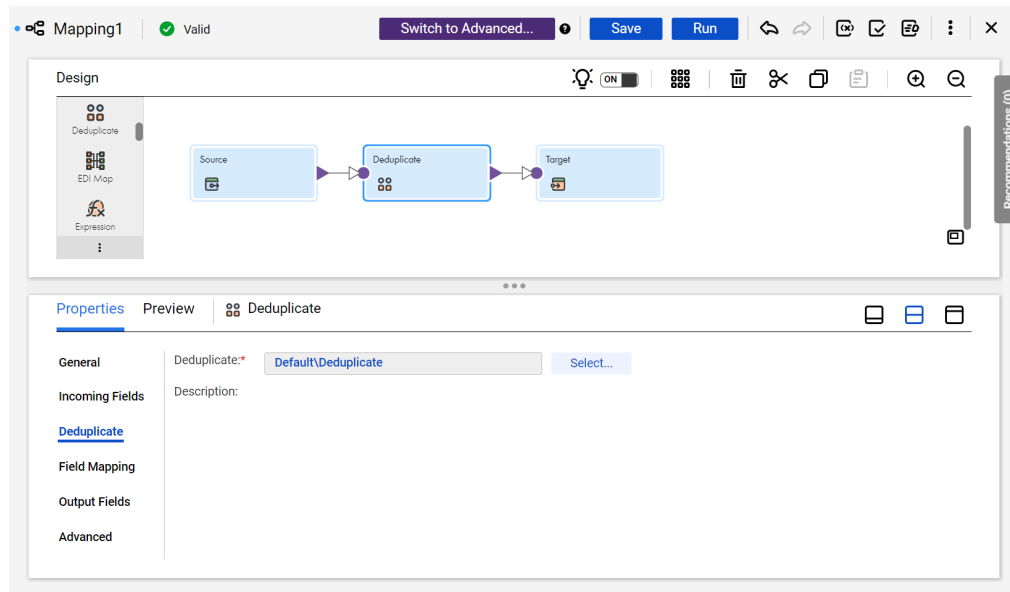 Mapping1 Valid Switch to Advanced... ? Save Run
Design ON
Deduplicate
EDI Map
Expression
Source Deduplicate Target
Recommendations (0)
Properties Preview Deduplicate
General
Incoming Fields
Deduplicate
Field Mapping
Output Fields
Advanced
Deduplicate:* Default\Deduplicate Select...
Description: